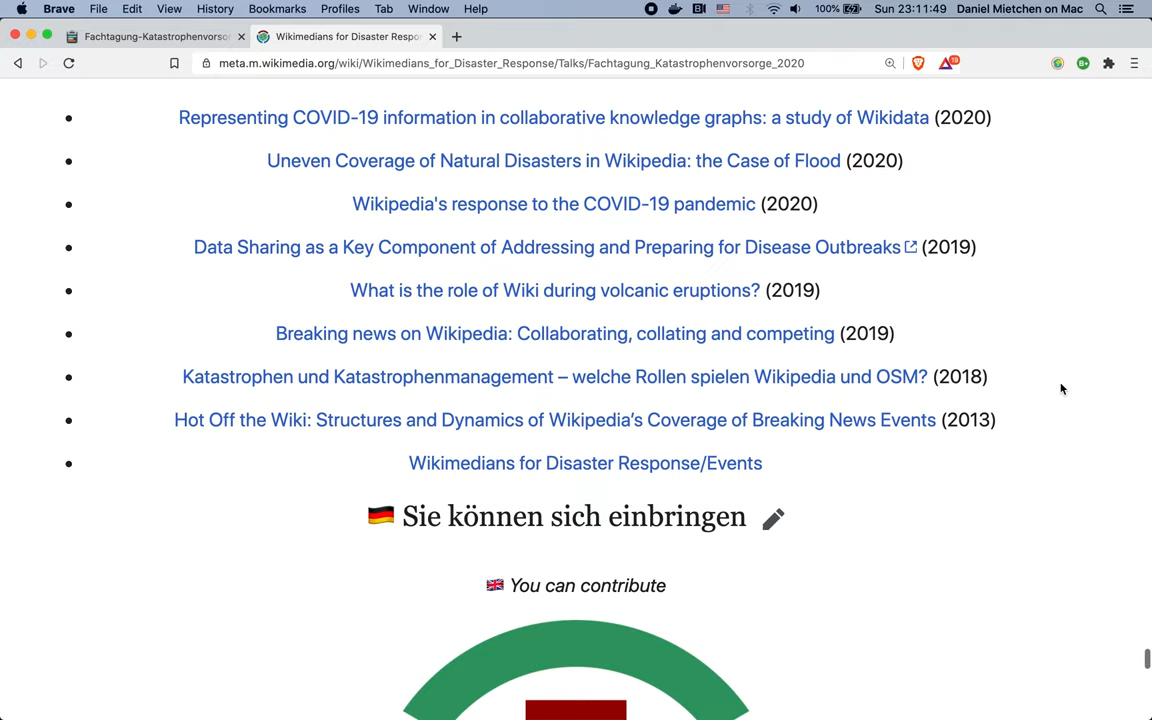 Brave File Edit View History Bookmarks Profiles Tab Window Help 100% Sun 23:11:49 Daniel Mietchen on Mac
Fachtagung-Katastrophenvorso
Wikimedians for Disaster Respo
meta.m.wikimedia.org/wiki/Wikimedians_for_Disaster_Response/Talks/Fachtagung_Katastrophenvorsorge_2020
Representing COVID-19 information in collaborative knowledge graphs: a study of Wikidata (2020)
Uneven Coverage of Natural Disasters in Wikipedia: the Case of Flood (2020)
Wikipedia's response to the COVID-19 pandemic (2020)
Data Sharing as a Key Component of Addressing and Preparing for Disease Outbreaks (2019)
What is the role of Wiki during volcanic eruptions? (2019)
Breaking news on Wikipedia: Collaborating, collating and competing (2019)
Katastrophen und Katastrophenmanagement – welche Rollen spielen Wikipedia und OSM? (2018)
Hot Off the Wiki: Structures and Dynamics of Wikipedia’s Coverage of Breaking News Events (2013)
Wikimedians for Disaster Response/Events
Sie können sich einbringen
You can contribute